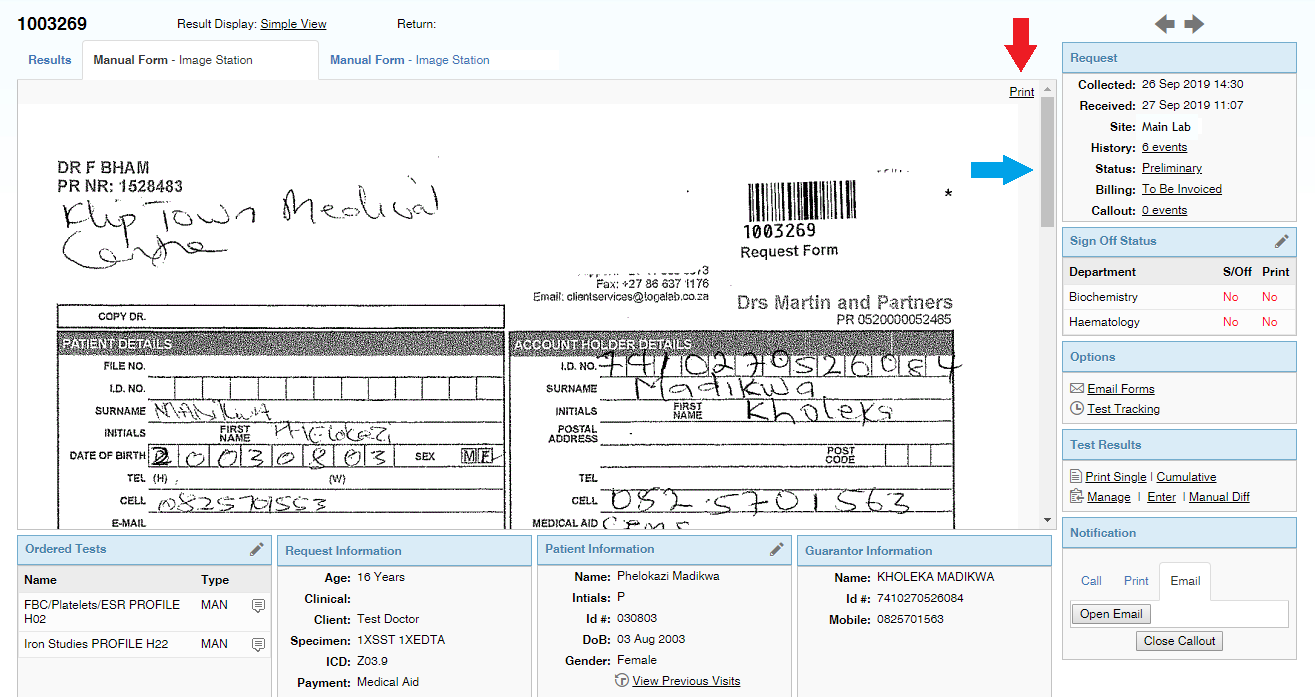 1003269 Result Display: Simple View Return:
Results Manual Form - Image Station Manual Form - Image Station
Print
DR F BHAM
PR NR: 1528483
Klip Town Medical
Centre
*
1003269
Request Form
Fax: +27 86 637 1176
Email: clientservices@togalab.co.za
Drs Martin and Partners
PR 0520000052485
COPY DR.
PATIENT DETAILS
FILE NO.
I.D. NO.
SURNAME
INITIALS FIRST NAME
DATE OF BIRTH 20030803 SEX M F
TEL (H) (W)
CELL 0825701553
E-MAIL
ACCOUNT HOLDER DETAILS
I.D. NO. 7410270526084
SURNAME Madikwa
INITIALS FIRST NAME Kholeka
POSTAL ADDRESS
POST CODE
TEL
CELL 082 5701563
MEDICAL AID
Ordered Tests
Name Type
FBC/Platelets/ESR PROFILE H02 MAN
Iron Studies PROFILE H22 MAN
Request Information
Age: 16 Years
Clinical:
Client: Test Doctor
Specimen: 1XSST 1XEDTA
ICD: Z03.9
Payment: Medical Aid
Patient Information
Name: Phelokazi Madikwa
Intials: P
Id #: 030803
DoB: 03 Aug 2003
Gender: Female
View Previous Visits
Guarantor Information
Name: KHOLEKA MADIKWA
Id #: 7410270526084
Mobile: 0825701563
Request
Collected: 26 Sep 2019 14:30
Received: 27 Sep 2019 11:07
Site: Main Lab
History: 6 events
Status: Preliminary
Billing: To Be Invoiced
Callout: 0 events
Sign Off Status
Department S/Off Print
Biochemistry No No
Haematology No No
Options
Email Forms
Test Tracking
Test Results
Print Single | Cumulative
Manage | Enter | Manual Diff
Notification
Call Print Email
Open Email
Close Callout